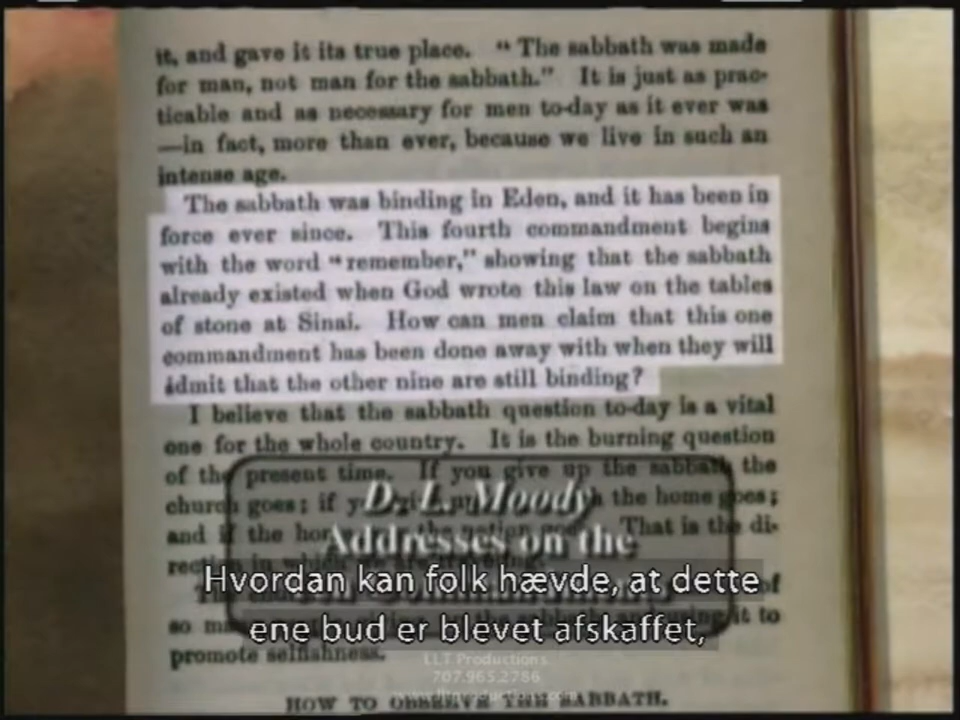 it, and gave it its true place. "The sabbath was made
for man, not man for the sabbath." It is just as prac-
ticable and as necessary for men to-day as it ever was
—in fact, more than ever, because we live in such an
intense age.
The sabbath was binding in Eden, and it has been in
force ever since. This fourth commandment begins
with the word "remember," showing that the sabbath
already existed when God wrote this law on the tables
of stone at Sinai. How can men claim that this one
commandment has been done away with when they will
admit that the other nine are still binding?
I believe that the sabbath question to-day is a vital
one for the whole country. It is the burning question
of the present time. If you give up the sabbath the
church goes; if the home goes;
and if the the nation That is the di-
D. L. Moody
Addresses on the
Hvordan kan folk hævde, at dette
ene bud er blevet afskaffet,
of
so it to
promote selfishness.
LLT Productions
707.965.2786
HOW TO OBSERVE THE SABBATH.